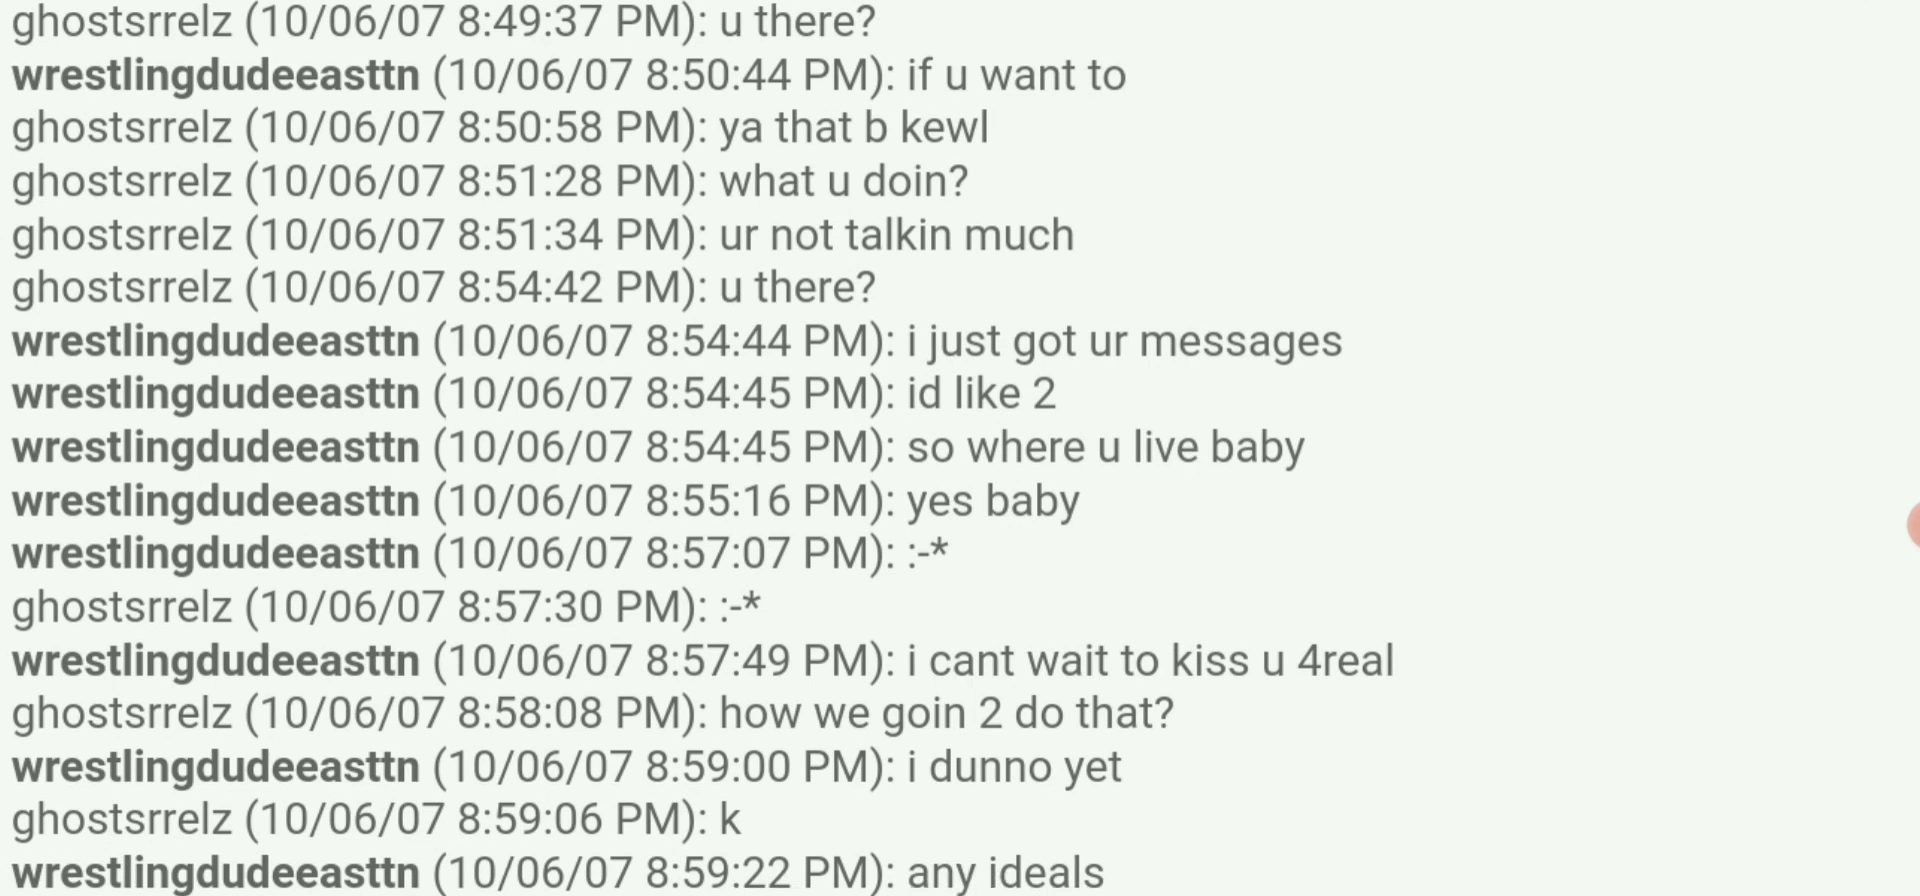 ghostsrrelz (10/06/07 8:49:37 PM): u there?
wrestlingdudeeasttn (10/06/07 8:50:44 PM): if u want to
ghostsrrelz (10/06/07 8:50:58 PM): ya that b kewl
ghostsrrelz (10/06/07 8:51:28 PM): what u doin?
ghostsrrelz (10/06/07 8:51:34 PM): ur not talkin much
ghostsrrelz (10/06/07 8:54:42 PM): u there?
wrestlingdudeeasttn (10/06/07 8:54:44 PM): i just got ur messages
wrestlingdudeeasttn (10/06/07 8:54:45 PM): id like 2
wrestlingdudeeasttn (10/06/07 8:54:45 PM): so where u live baby
wrestlingdudeeasttn (10/06/07 8:55:16 PM): yes baby
wrestlingdudeeasttn (10/06/07 8:57:07 PM): :-*
ghostsrrelz (10/06/07 8:57:30 PM): :-*
wrestlingdudeeasttn (10/06/07 8:57:49 PM): i cant wait to kiss u 4real
ghostsrrelz (10/06/07 8:58:08 PM): how we goin 2 do that?
wrestlingdudeeasttn (10/06/07 8:59:00 PM): i dunno yet
ghostsrrelz (10/06/07 8:59:06 PM): k
wrestlingdudeeasttn (10/06/07 8:59:22 PM): any ideals